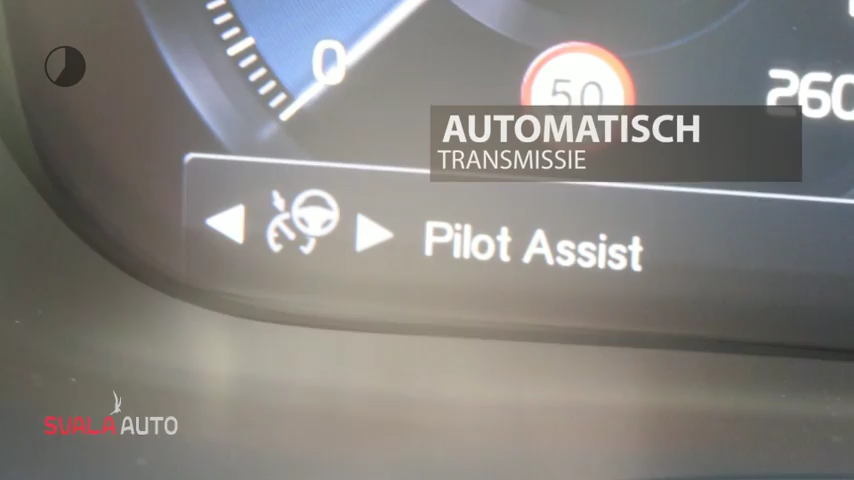 0
50
260
AUTOMATISCH
TRANSMISSIE
Pilot Assist
SUALA AUTO